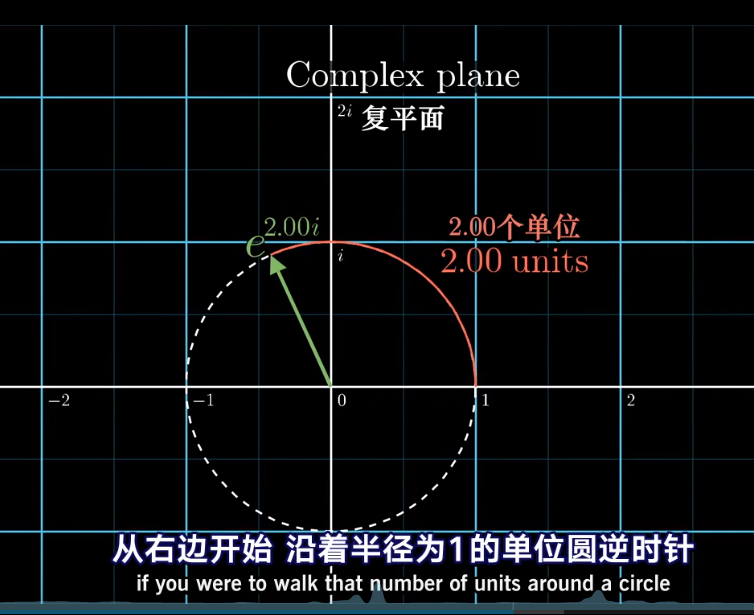 Complex plane
2i 复平面
e^{2.00i}
2.00个单位
2.00 units
i
−2 −1 0 1 2
从右边开始 沿着半径为1的单位圆逆时针
if you were to walk that number of units around a circle